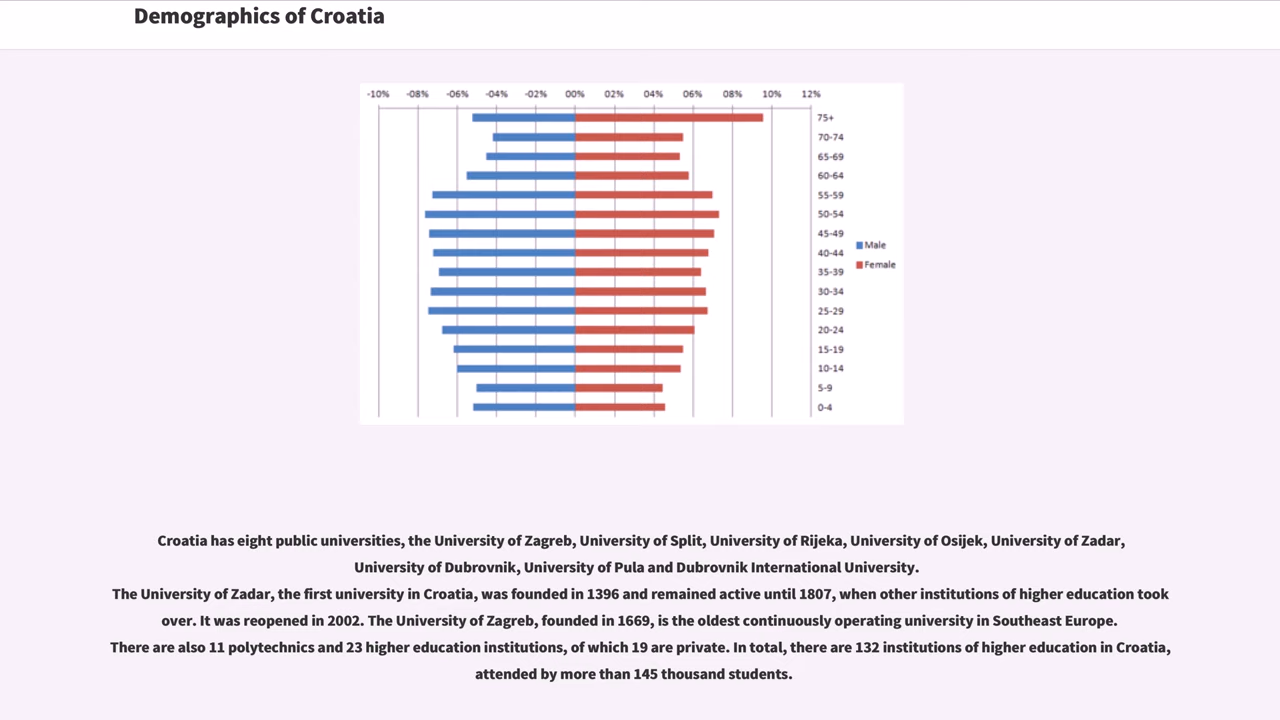 Demographics of Croatia
-10% -08% -06% -04% -02% 00% 02% 04% 06% 08% 10% 12%
75+
70-74
65-69
60-64
55-59
50-54
45-49
Male
40-44
Female
35-39
30-34
25-29
20-24
15-19
10-14
5-9
0-4
Croatia has eight public universities, the University of Zagreb, University of Split, University of Rijeka, University of Osijek, University of Zadar,
University of Dubrovnik, University of Pula and Dubrovnik International University.
The University of Zadar, the first university in Croatia, was founded in 1396 and remained active until 1807, when other institutions of higher education took
over. It was reopened in 2002. The University of Zagreb, founded in 1669, is the oldest continuously operating university in Southeast Europe.
There are also 11 polytechnics and 23 higher education institutions, of which 19 are private. In total, there are 132 institutions of higher education in Croatia,
attended by more than 145 thousand students.